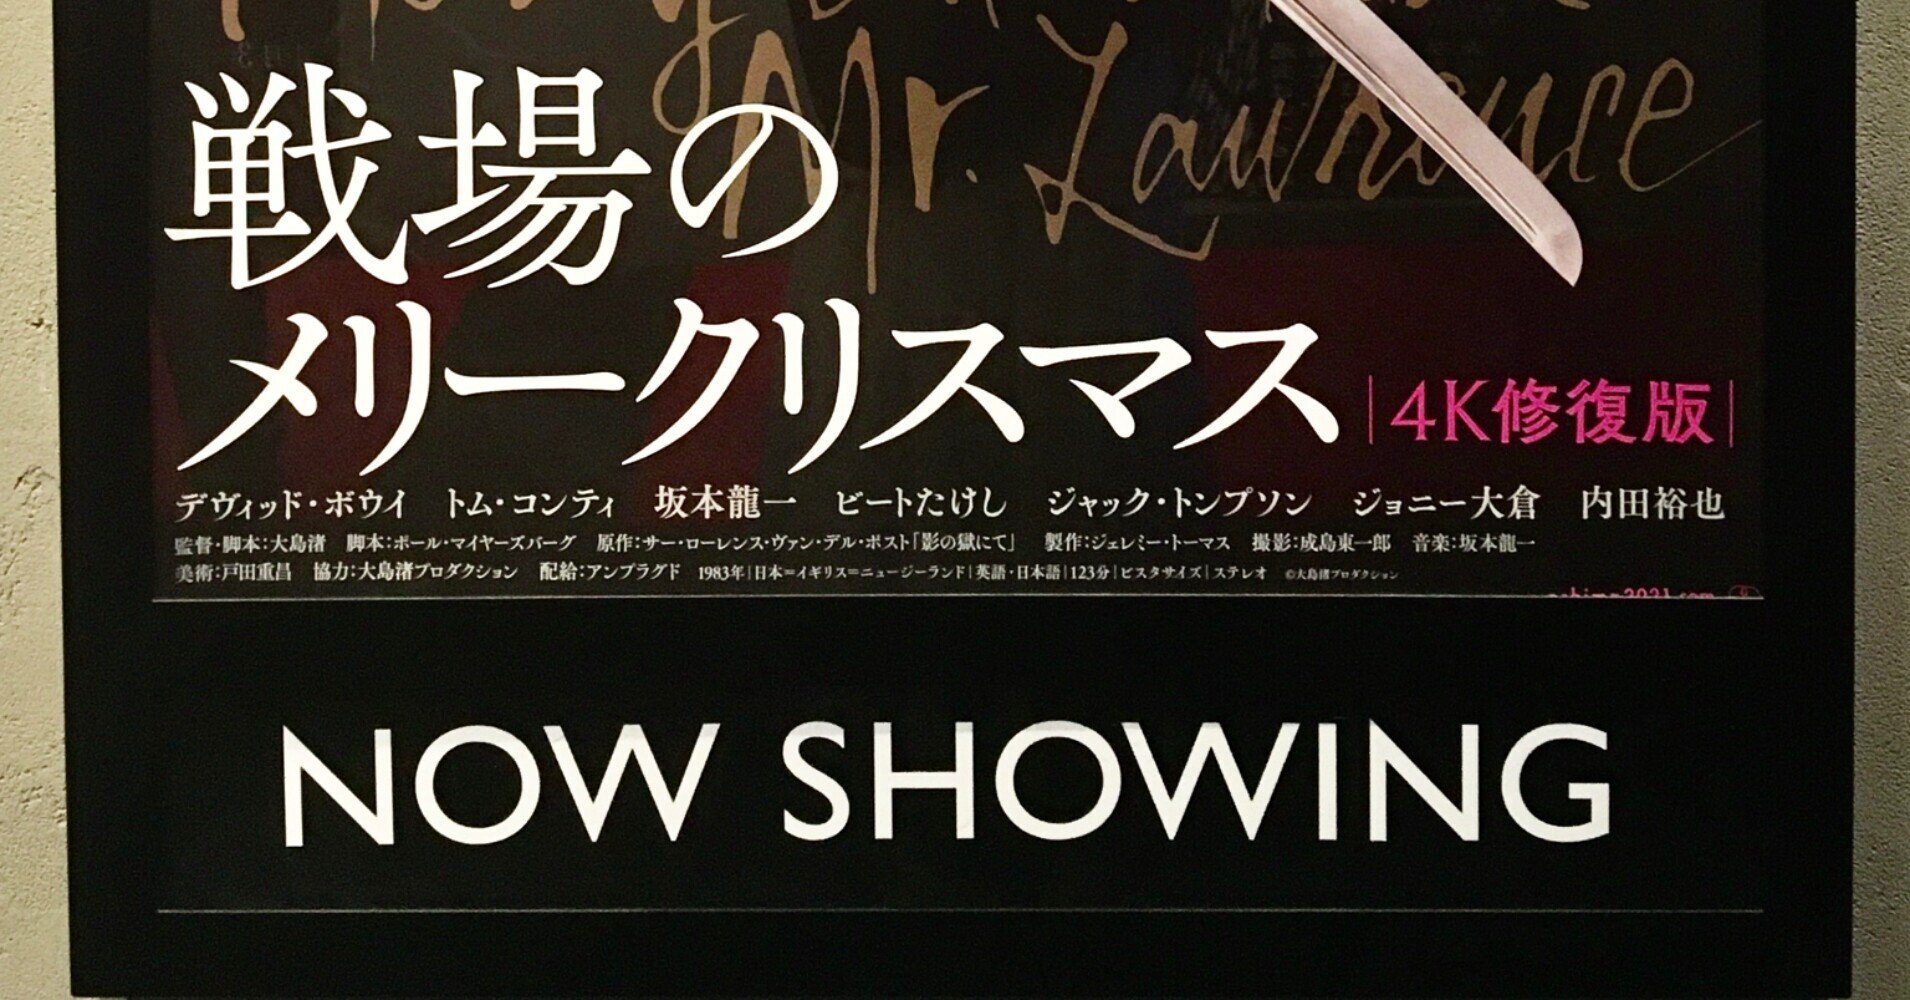 Mr. Lawrence
戦場の
メリークリスマス
4K修復版
デヴィッド・ボウイ トム・コンティ 坂本龍一 ビートたけし ジャック・トンプソン ジョニー大倉 内田裕也
監督・脚本:大島渚 脚本:ポール・マイヤーズバーグ 原作:サー・ローレンス・ヴァン・デル・ポスト「影の獄にて」 製作:ジェレミー・トーマス 撮影:成島東一郎 音楽:坂本龍一
美術:戸田重昌 協力:大島渚プロダクション 配給:アンプラグド 1983年|日本=イギリス=ニュージーランド|英語・日本語|123分|ビスタサイズ|ステレオ ©大島渚プロダクション
NOW SHOWING